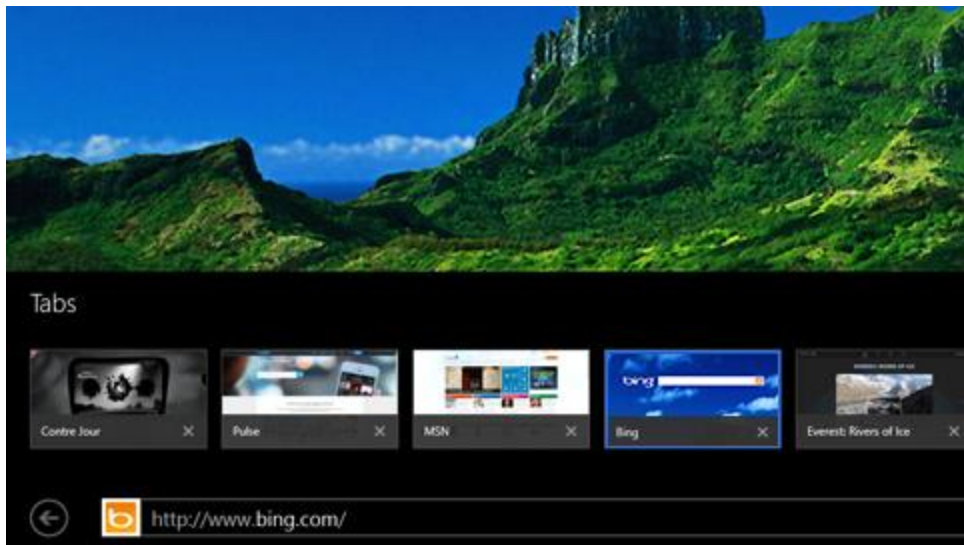 Tabs
bing
Contre Jour
Pulse
MSN
Bing
Everest: Rivers of Ice
http://www.bing.com/